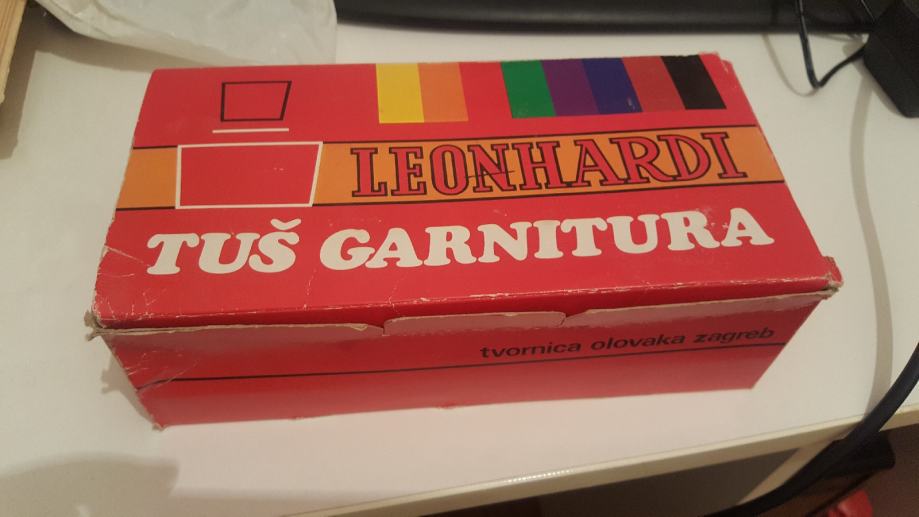 LEONHARDI
TUŠ GARNITURA
tvornica olovaka zagreb